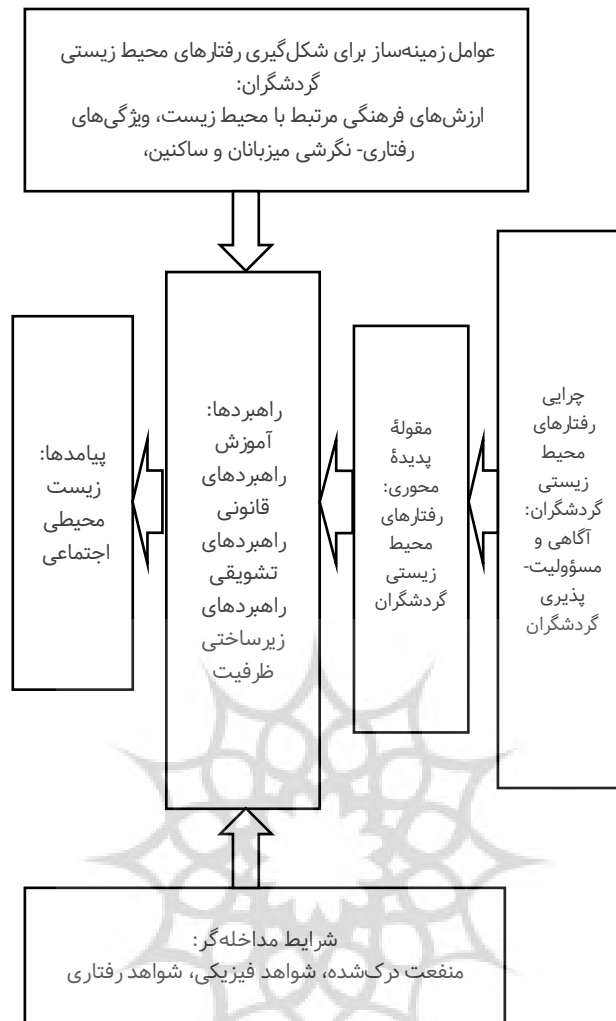 عوامل زمینه‌ساز برای شکل‌گیری رفتارهای محیط زیستی
گردشگران:
ارزش‌های فرهنگی مرتبط با محیط زیست، ویژگی‌های
رفتاری- نگرشی میزبانان و ساکنین،
چرایی
رفتارهای
محیط
زیستی
گردشگران:
آگاهی و
مسؤولیت-
پذیری
گردشگران
مقولهٔ
پدیدهٔ
محوری:
رفتارهای
محیط
زیستی
گردشگران
راهبردها:
آموزش
راهبردهای
قانونی
راهبردهای
تشویقی
راهبردهای
زیرساختی
ظرفیت
پیامدها:
زیست
محیطی
اجتماعی
شرایط مداخله‌گر:
منفعت درک‌شده، شواهد فیزیکی، شواهد رفتاری